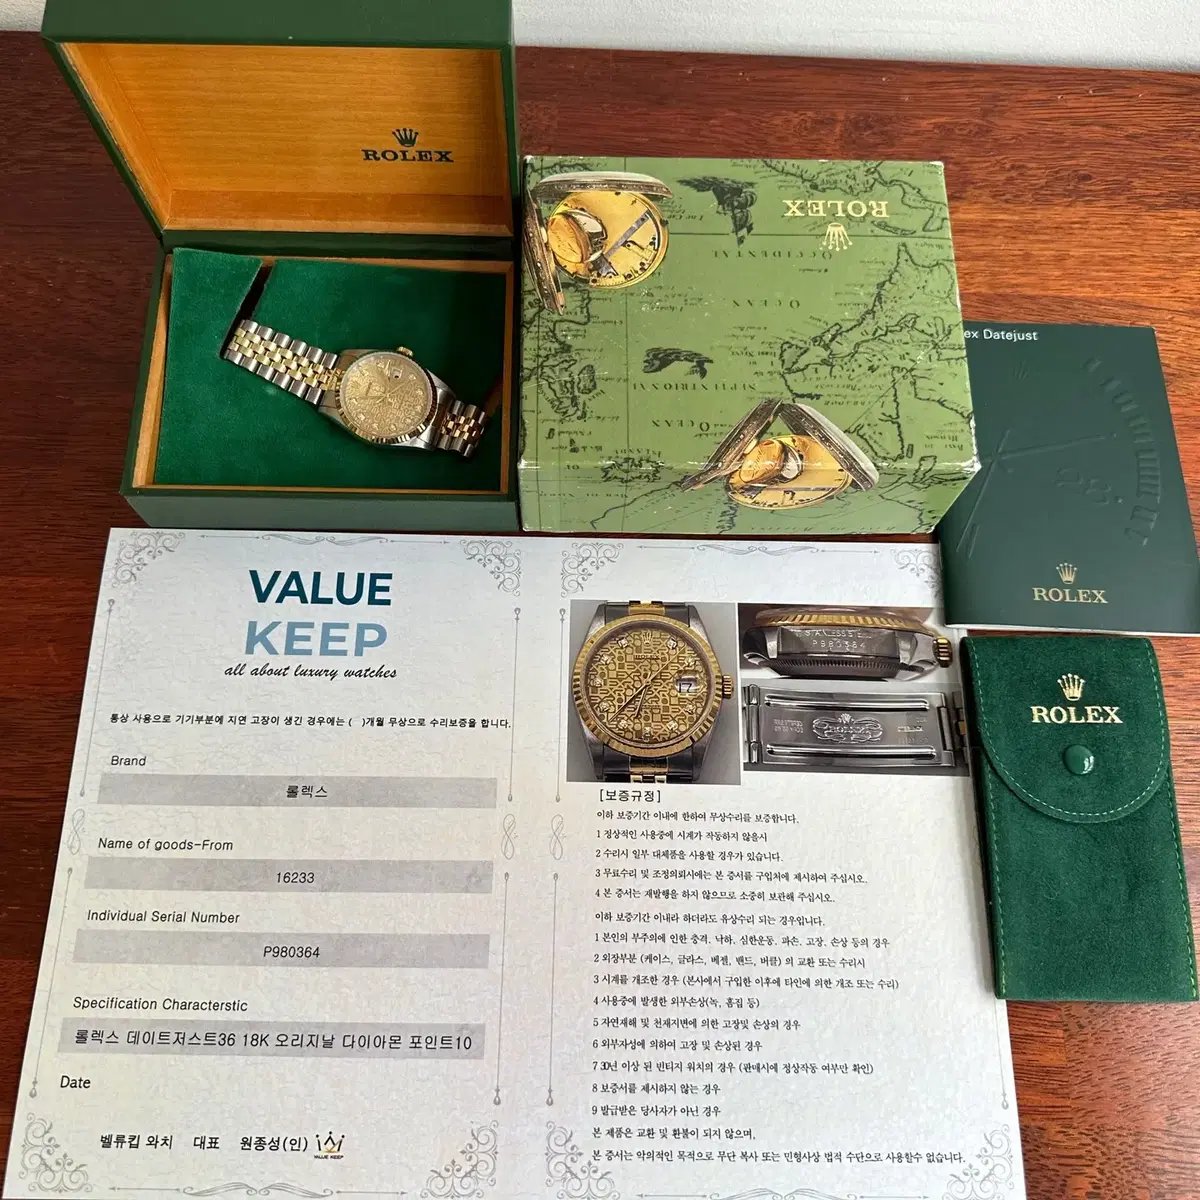 ROLEX
ROLEX
OCCIDENTAL
OCEAN
SEPTENTRIONAL
OCEAN
ex Datejust
ROLEX
ROLEX
VALUE
KEEP
all about luxury watches
통상 사용으로 기기부분에 지연 고장이 생긴 경우에는 ( )개월 무상으로 수리보증을 합니다.
Brand
롤렉스
Name of goods-From
16233
Individual Serial Number
P980364
Specification Characterstic
롤렉스 데이트저스트36 18K 오리지날 다이아몬 포인트10
Date
벨류킵 와치 대표 원종성(인)
VALUE KEEP
7
P980364
[보증규정]
이하 보증기간 이내에 한하여 무상수리를 보증합니다.
1 정상적인 사용중에 시계가 작동하지 않을시
2 수리시 일부 대체품을 사용할 경우가 있습니다.
3 무료수리 및 조정의뢰시에는 본 증서를 구입처에 제시하여 주십시오.
4 본 증서는 재발행을 하지 않으므로 소중히 보관해 주십시오.
이하 보증기간 이내라 하더라도 유상수리 되는 경우입니다.
1 본인의 부주의에 인한 충격, 낙하, 심한운동, 파손, 고장, 손상 등의 경우
2 외장부분 (케이스, 글라스, 베젤, 밴드, 버클) 의 교환 또는 수리시
3 시계를 개조한 경우 (본사에서 구입한 이후에 타인에 의한 개조 또는 수리)
4 사용중에 발생한 외부손상(녹, 흠집 등)
5 자연재해 및 천재지변에 의한 고장및 손상의 경우
6 외부자성에 의하여 고장 및 손상된 경우
7 30년 이상 된 빈티지 워치의 경우 (판매시에 정상작동 여부만 확인)
8 보증서를 제시하지 않는 경우
9 발급받은 당사자가 아닌 경우
본 제품은 교환 및 환불이 되지 않으며,
본 증서는 악의적인 목적으로 무단 복사 또는 민형사상 법적 수단으로 사용할수 없습니다.